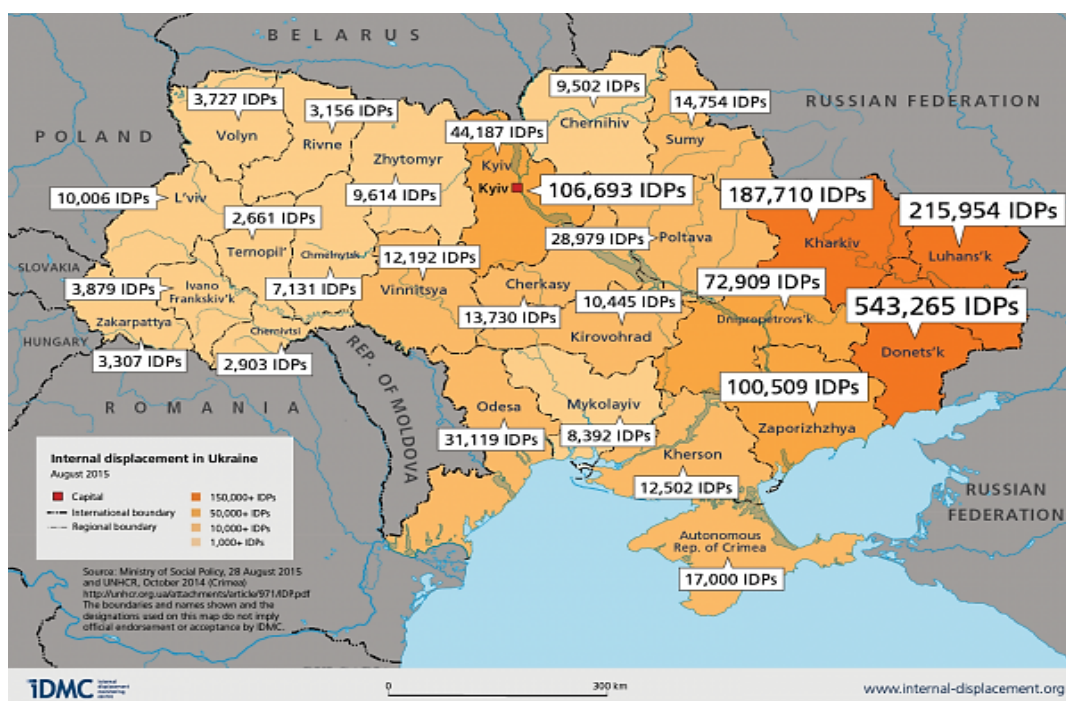 BELARUS
POLAND
RUSSIAN FEDERATION
3,727 IDPs
Volyn
3,156 IDPs
Rivne
Zhytomyr
9,614 IDPs
44,187 IDPs
Kyiv
Kyiv
106,693 IDPs
9,502 IDPs
Chernihiv
14,754 IDPs
Sumy
10,006 IDPs
L'viv
2,661 IDPs
Ternopil'
Chmelnytsk
7,131 IDPs
12,192 IDPs
Vinnitsya
28,979 IDPs
Poltava
187,710 IDPs
Kharkiv
215,954 IDPs
Luhans'k
SLOVAKIA
3,879 IDPs
Ivano
Frankskiv'k
Zakarpattya
3,307 IDPs
Chernivtsi
2,903 IDPs
HUNGARY
Cherkasy
13,730 IDPs
10,445 IDPs
Kirovohrad
72,909 IDPs
Dnipropetrovs'k
543,265 IDPs
Donets'k
REP. OF MOLDOVA
ROMANIA
Odesa
31,119 IDPs
Mykolayiv
8,392 IDPs
100,509 IDPs
Zaporizhzhya
Kherson
12,502 IDPs
Autonomous
Rep. of Crimea
17,000 IDPs
RUSSIAN
FEDERATION
Internal displacement in Ukraine
August 2015
Capital
International boundary
Regional boundary
150,000+ IDPs
50,000+ IDPs
10,000+ IDPs
1,000+ IDPs
Source: Ministry of Social Policy, 28 August 2015
and UNHCR, October 2014 (Crimea)
http://unhcr.org.ua/attachments/article/971/IDP.pdf
The boundaries and names shown and the
designations used on this map do not imply
official endorsement or acceptance by IDMC.
iDMC
internal
displacement
monitoring
centre
0 300 km
www.internal-displacement.org